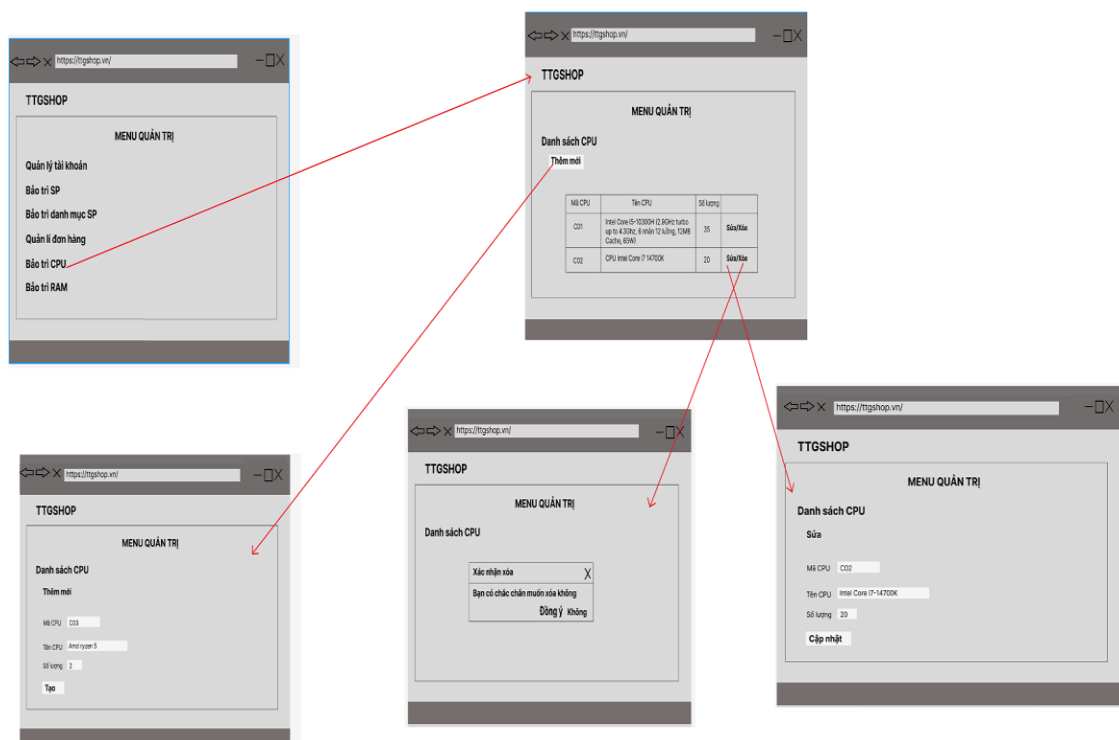 https://ttgshop.vn/
TTGSHOP
MENU QUẢN TRỊ
Quản lý tài khoản
Bảo trì SP
Bảo trì danh mục SP
Quản lí đơn hàng
Bảo trì CPU
Bảo trì RAM
https://ttgshop.vn/
TTGSHOP
MENU QUẢN TRỊ
Danh sách CPU
Thêm mới
Mã CPU Tên CPU Số lượng
C01 Intel Core i5-10300H (2.9GHz turbo
up to 4.3Ghz, 6 nhân 12 luồng, 12MB
Cache, 65W) 35 Sửa/Xóa
C02 CPU Intel Core i7 14700K 20 Sửa/Xóa
https://ttgshop.vn/
TTGSHOP
MENU QUẢN TRỊ
Danh sách CPU
Thêm mới
Mã CPU C03
Tên CPU Amd ryzen 5
Số lượng 2
Tạo
https://ttgshop.vn/
TTGSHOP
MENU QUẢN TRỊ
Danh sách CPU
Xác nhận xóa X
Bạn có chắc chắn muốn xóa không
Đồng ý Không
https://ttgshop.vn/
TTGSHOP
MENU QUẢN TRỊ
Danh sách CPU
Sửa
Mã CPU C02
Tên CPU Intel Core i7-14700K
Số lượng 20
Cập nhật